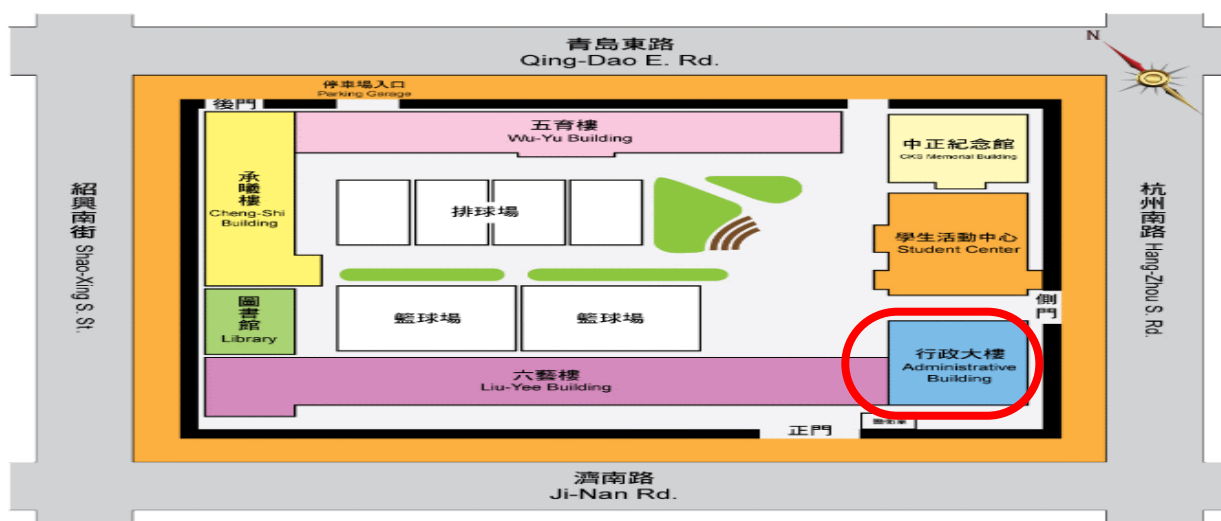 青島東路
Qing-Dao E. Rd.
N
停車場入口
Parking Garage
後門
五育樓
Wu-Yu Building
中正紀念館
CKS Memorial Building
承曦樓
Cheng-Shi
Building
排球場
學生活動中心
Student Center
紹興南街 Shao-Xing S. St.
杭州南路 Hang-Zhou S. Rd.
圖書館
Library
籃球場
籃球場
側門
行政大樓
Administrative
Building
六藝樓
Liu-Yee Building
正門
濟南路
Ji-Nan Rd.